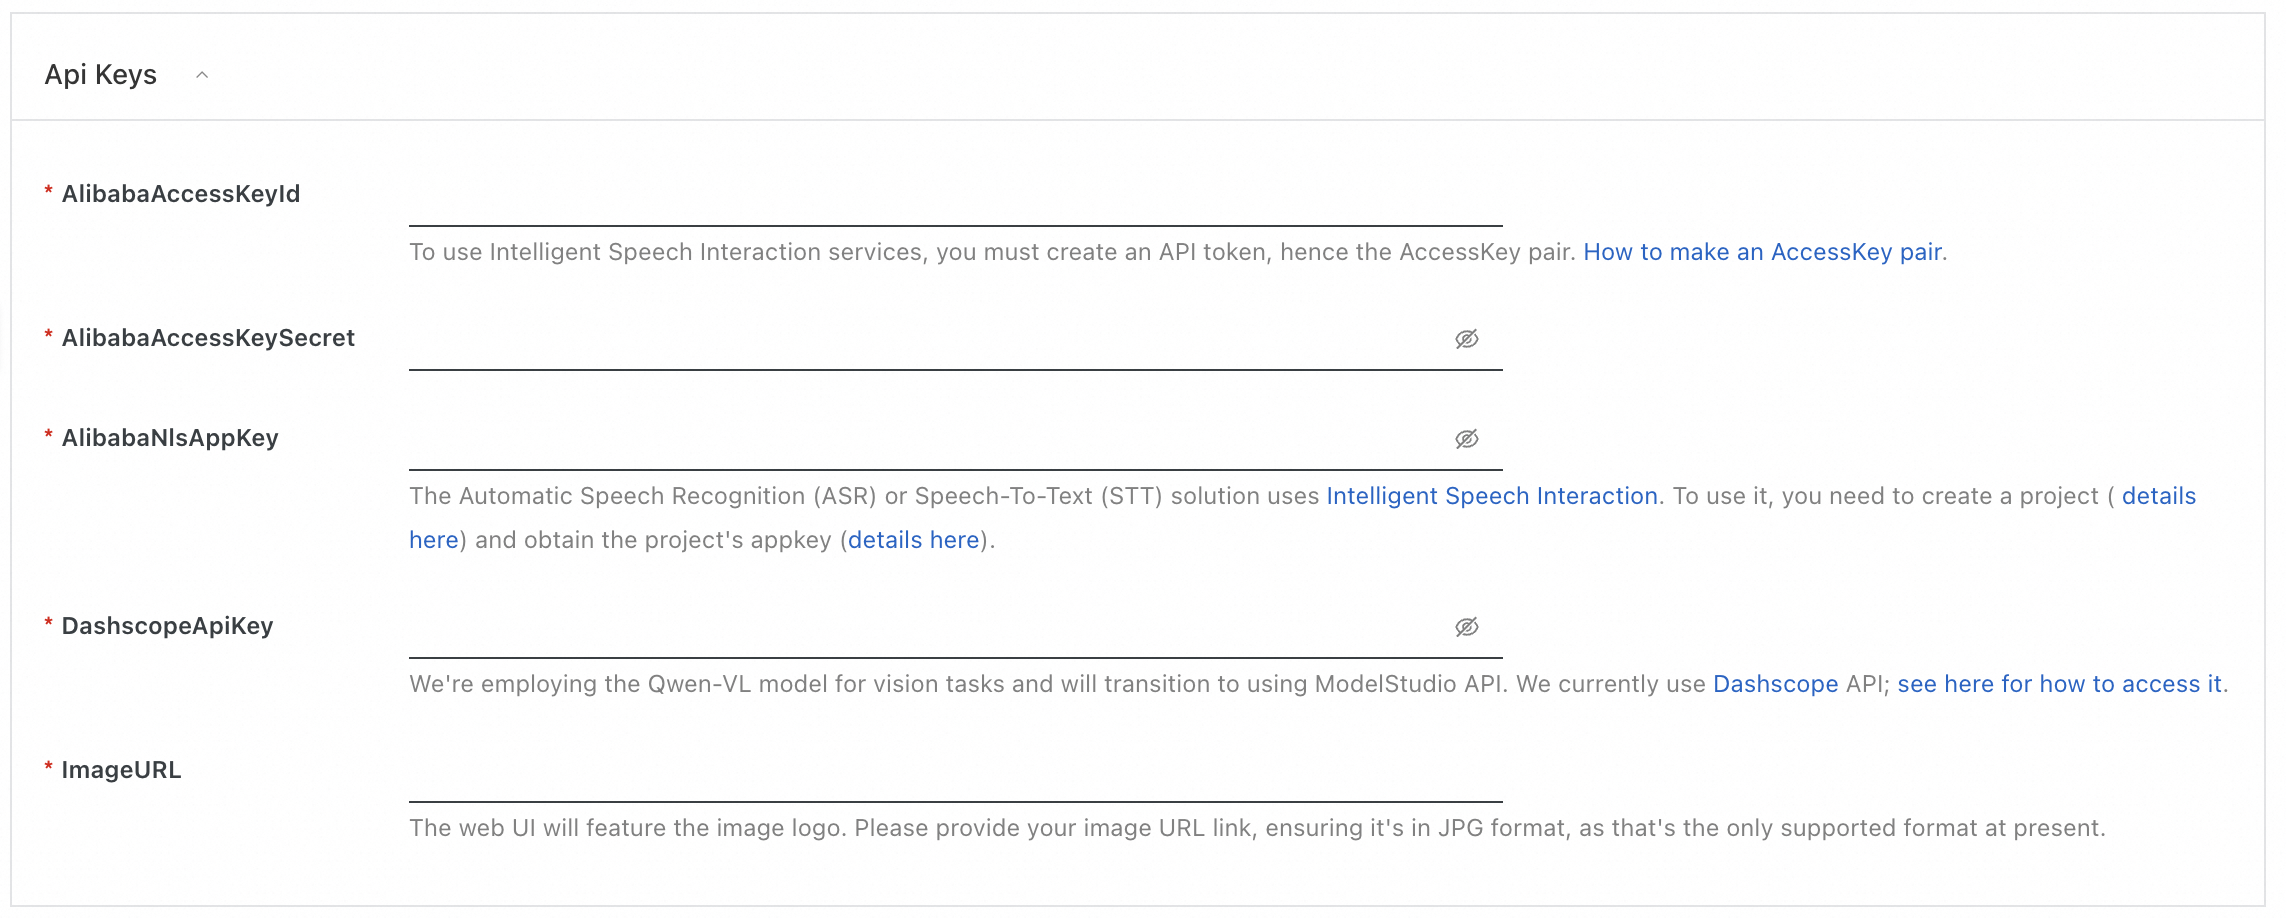 Api Keys
* AlibabaAccessKeyId
To use Intelligent Speech Interaction services, you must create an API token, hence the AccessKey pair. How to make an AccessKey pair.
* AlibabaAccessKeySecret
* AlibabaNlsAppKey
The Automatic Speech Recognition (ASR) or Speech-To-Text (STT) solution uses Intelligent Speech Interaction. To use it, you need to create a project ( details
here) and obtain the project's appkey (details here).
* DashscopeApiKey
We're employing the Qwen-VL model for vision tasks and will transition to using ModelStudio API. We currently use Dashscope API; see here for how to access it.
* ImageURL
The web UI will feature the image logo. Please provide your image URL link, ensuring it's in JPG format, as that's the only supported format at present.